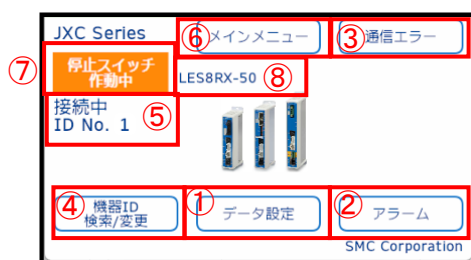 JXC Series
⑥メインメニュー
③通信エラー
⑦
停止スイッチ
作動中
LES8RX-50 ⑧
接続中
ID No. 1
⑤
④機器ID
検索/変更
①データ設定
②アラーム
SMC Corporation